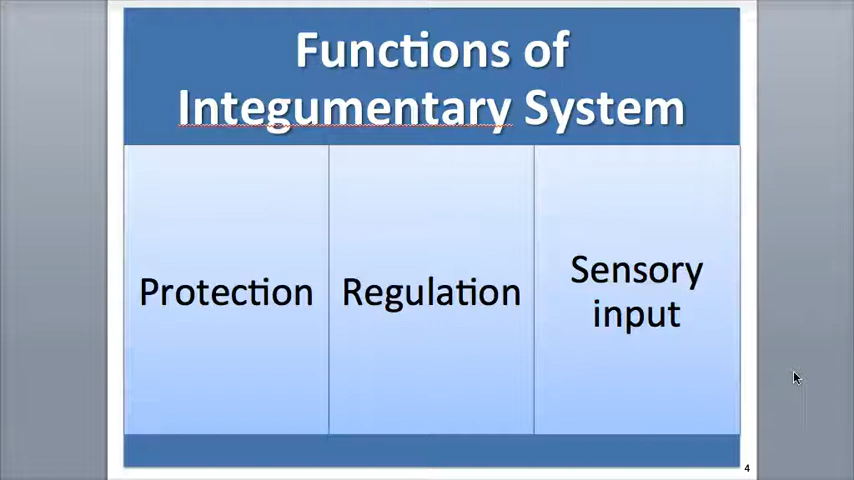 Functions of
Integumentary System
Protection
Regulation
Sensory
input
4